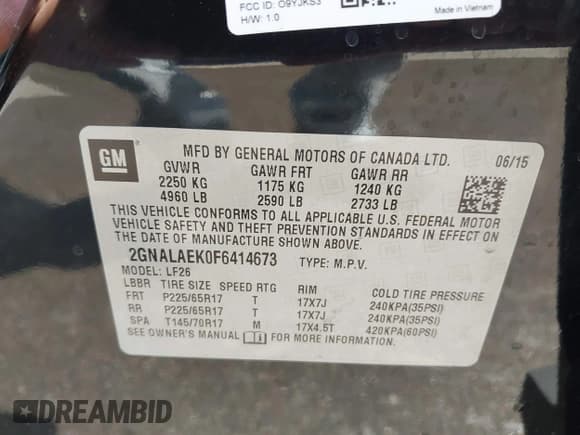 FCC ID: O9YJKS3
H/W: 1.0
Made in Vietnam
GM
MFD BY GENERAL MOTORS OF CANADA LTD. 06/15
GVWR GAWR FRT GAWR RR
2250 KG 1175 KG 1240 KG
4960 LB 2590 LB 2733 LB
THIS VEHICLE CONFORMS TO ALL APPLICABLE U.S. FEDERAL MOTOR
VEHICLE SAFETY AND THEFT PREVENTION STANDARDS IN EFFECT ON
THE DATE OF MANUFACTURE SHOWN ABOVE.
2GNALAEK0F6414673 TYPE: M.P.V.
MODEL: LF26
LBBR TIRE SIZE SPEED RTG RIM COLD TIRE PRESSURE
FRT P225/65R17 T 17X7J 240KPA(35PSI)
RR P225/65R17 T 17X7J 240KPA(35PSI)
SPA T145/70R17 M 17X4.5T 420KPA(60PSI)
SEE OWNER'S MANUAL FOR MORE INFORMATION.
DREAMBID